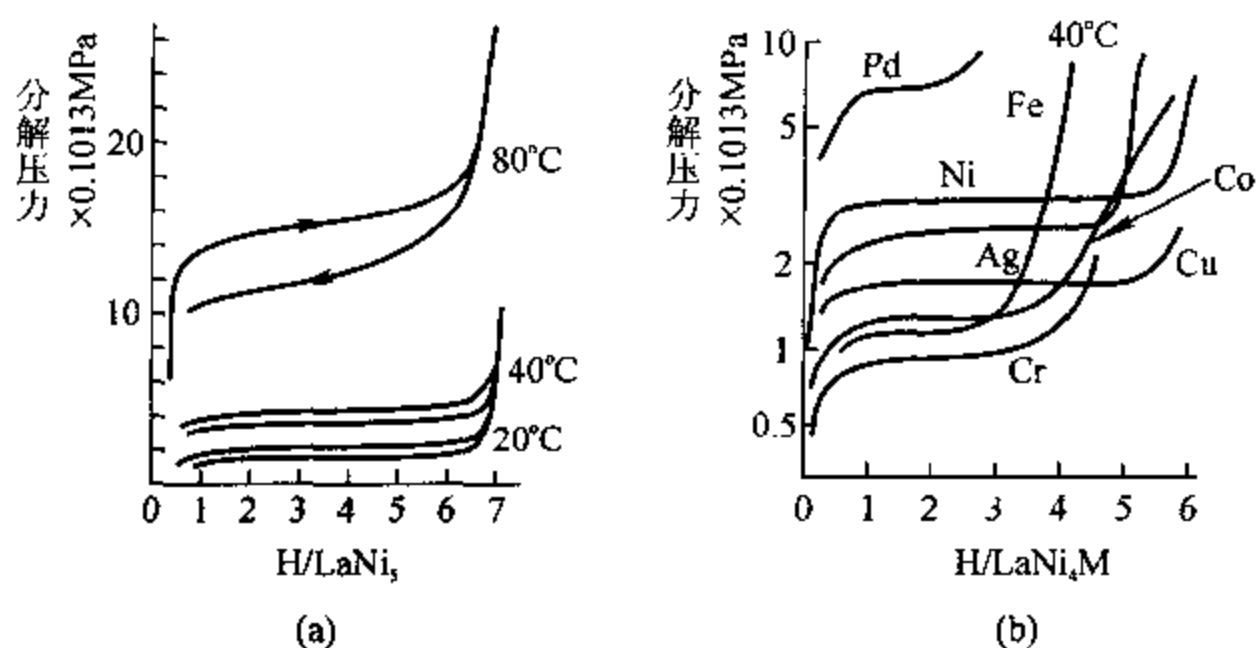 分解压力
×0.1013MPa
20
10
80°C
40°C
20°C
0 1 2 3 4 5 6 7
H/LaNi₅
(a)
分解压力
×0.1013MPa
10
5
2
1
0.5
40°C
Pd
Fe
Ni
Co
Ag
Cu
Cr
0 1 2 3 4 5 6
H/LaNi₄M
(b)